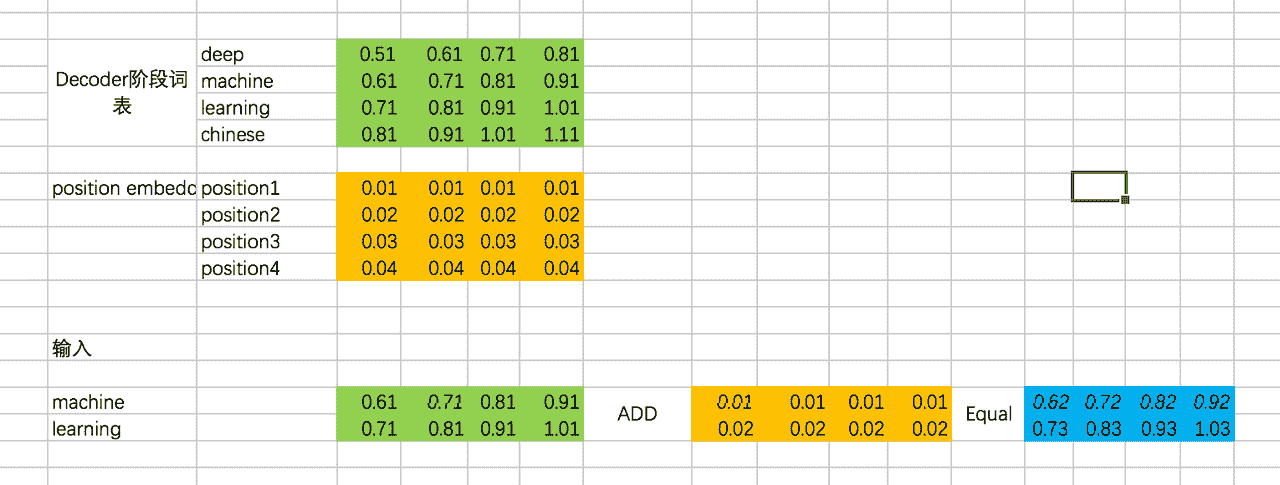 deep 0.51 0.61 0.71 0.81
Decoder阶段词表
machine 0.61 0.71 0.81 0.91
learning 0.71 0.81 0.91 1.01
chinese 0.81 0.91 1.01 1.11
position embedd position1 0.01 0.01 0.01 0.01
position2 0.02 0.02 0.02 0.02
position3 0.03 0.03 0.03 0.03
position4 0.04 0.04 0.04 0.04
输入
machine 0.61 0.71 0.81 0.91 ADD 0.01 0.01 0.01 0.01 Equal 0.62 0.72 0.82 0.92
learning 0.71 0.81 0.91 1.01 0.02 0.02 0.02 0.02 0.73 0.83 0.93 1.03